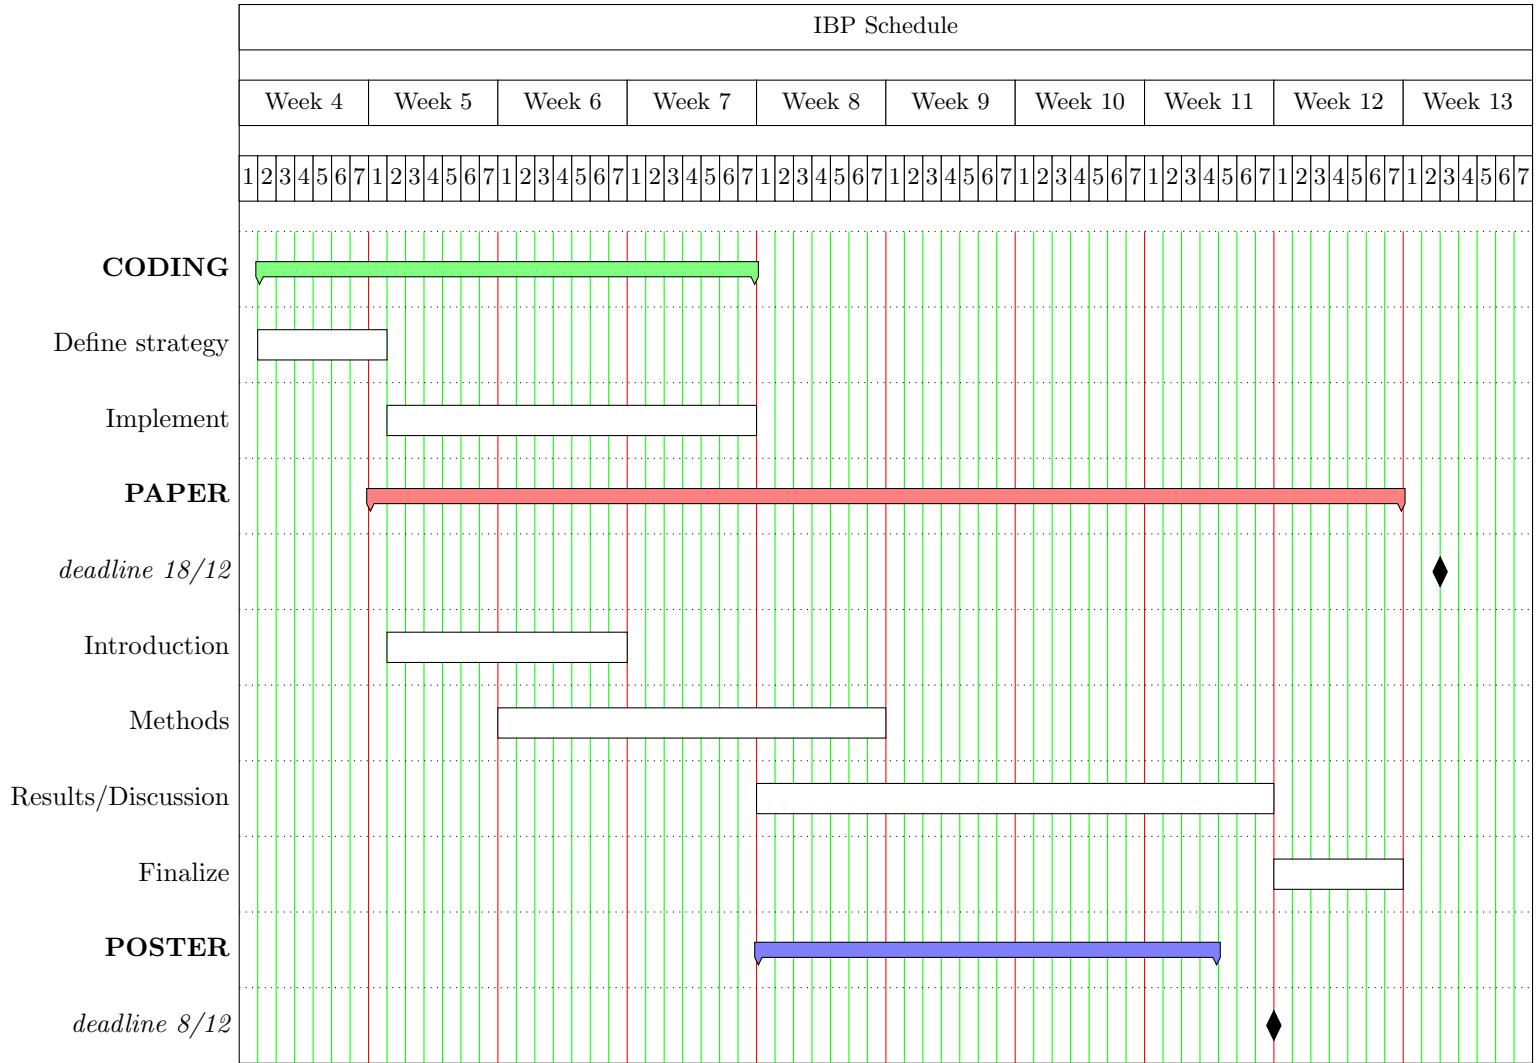 IBP Schedule
Week 4 Week 5 Week 6 Week 7 Week 8 Week 9 Week 10 Week 11 Week 12 Week 13
1 2 3 4 5 6 7 1 2 3 4 5 6 7 1 2 3 4 5 6 7 1 2 3 4 5 6 7 1 2 3 4 5 6 7 1 2 3 4 5 6 7 1 2 3 4 5 6 7 1 2 3 4 5 6 7 1 2 3 4 5 6 7 1 2 3 4 5 6 7
CODING
Define strategy
Implement
PAPER
deadline 18/12
Introduction
Methods
Results/Discussion
Finalize
POSTER
deadline 8/12